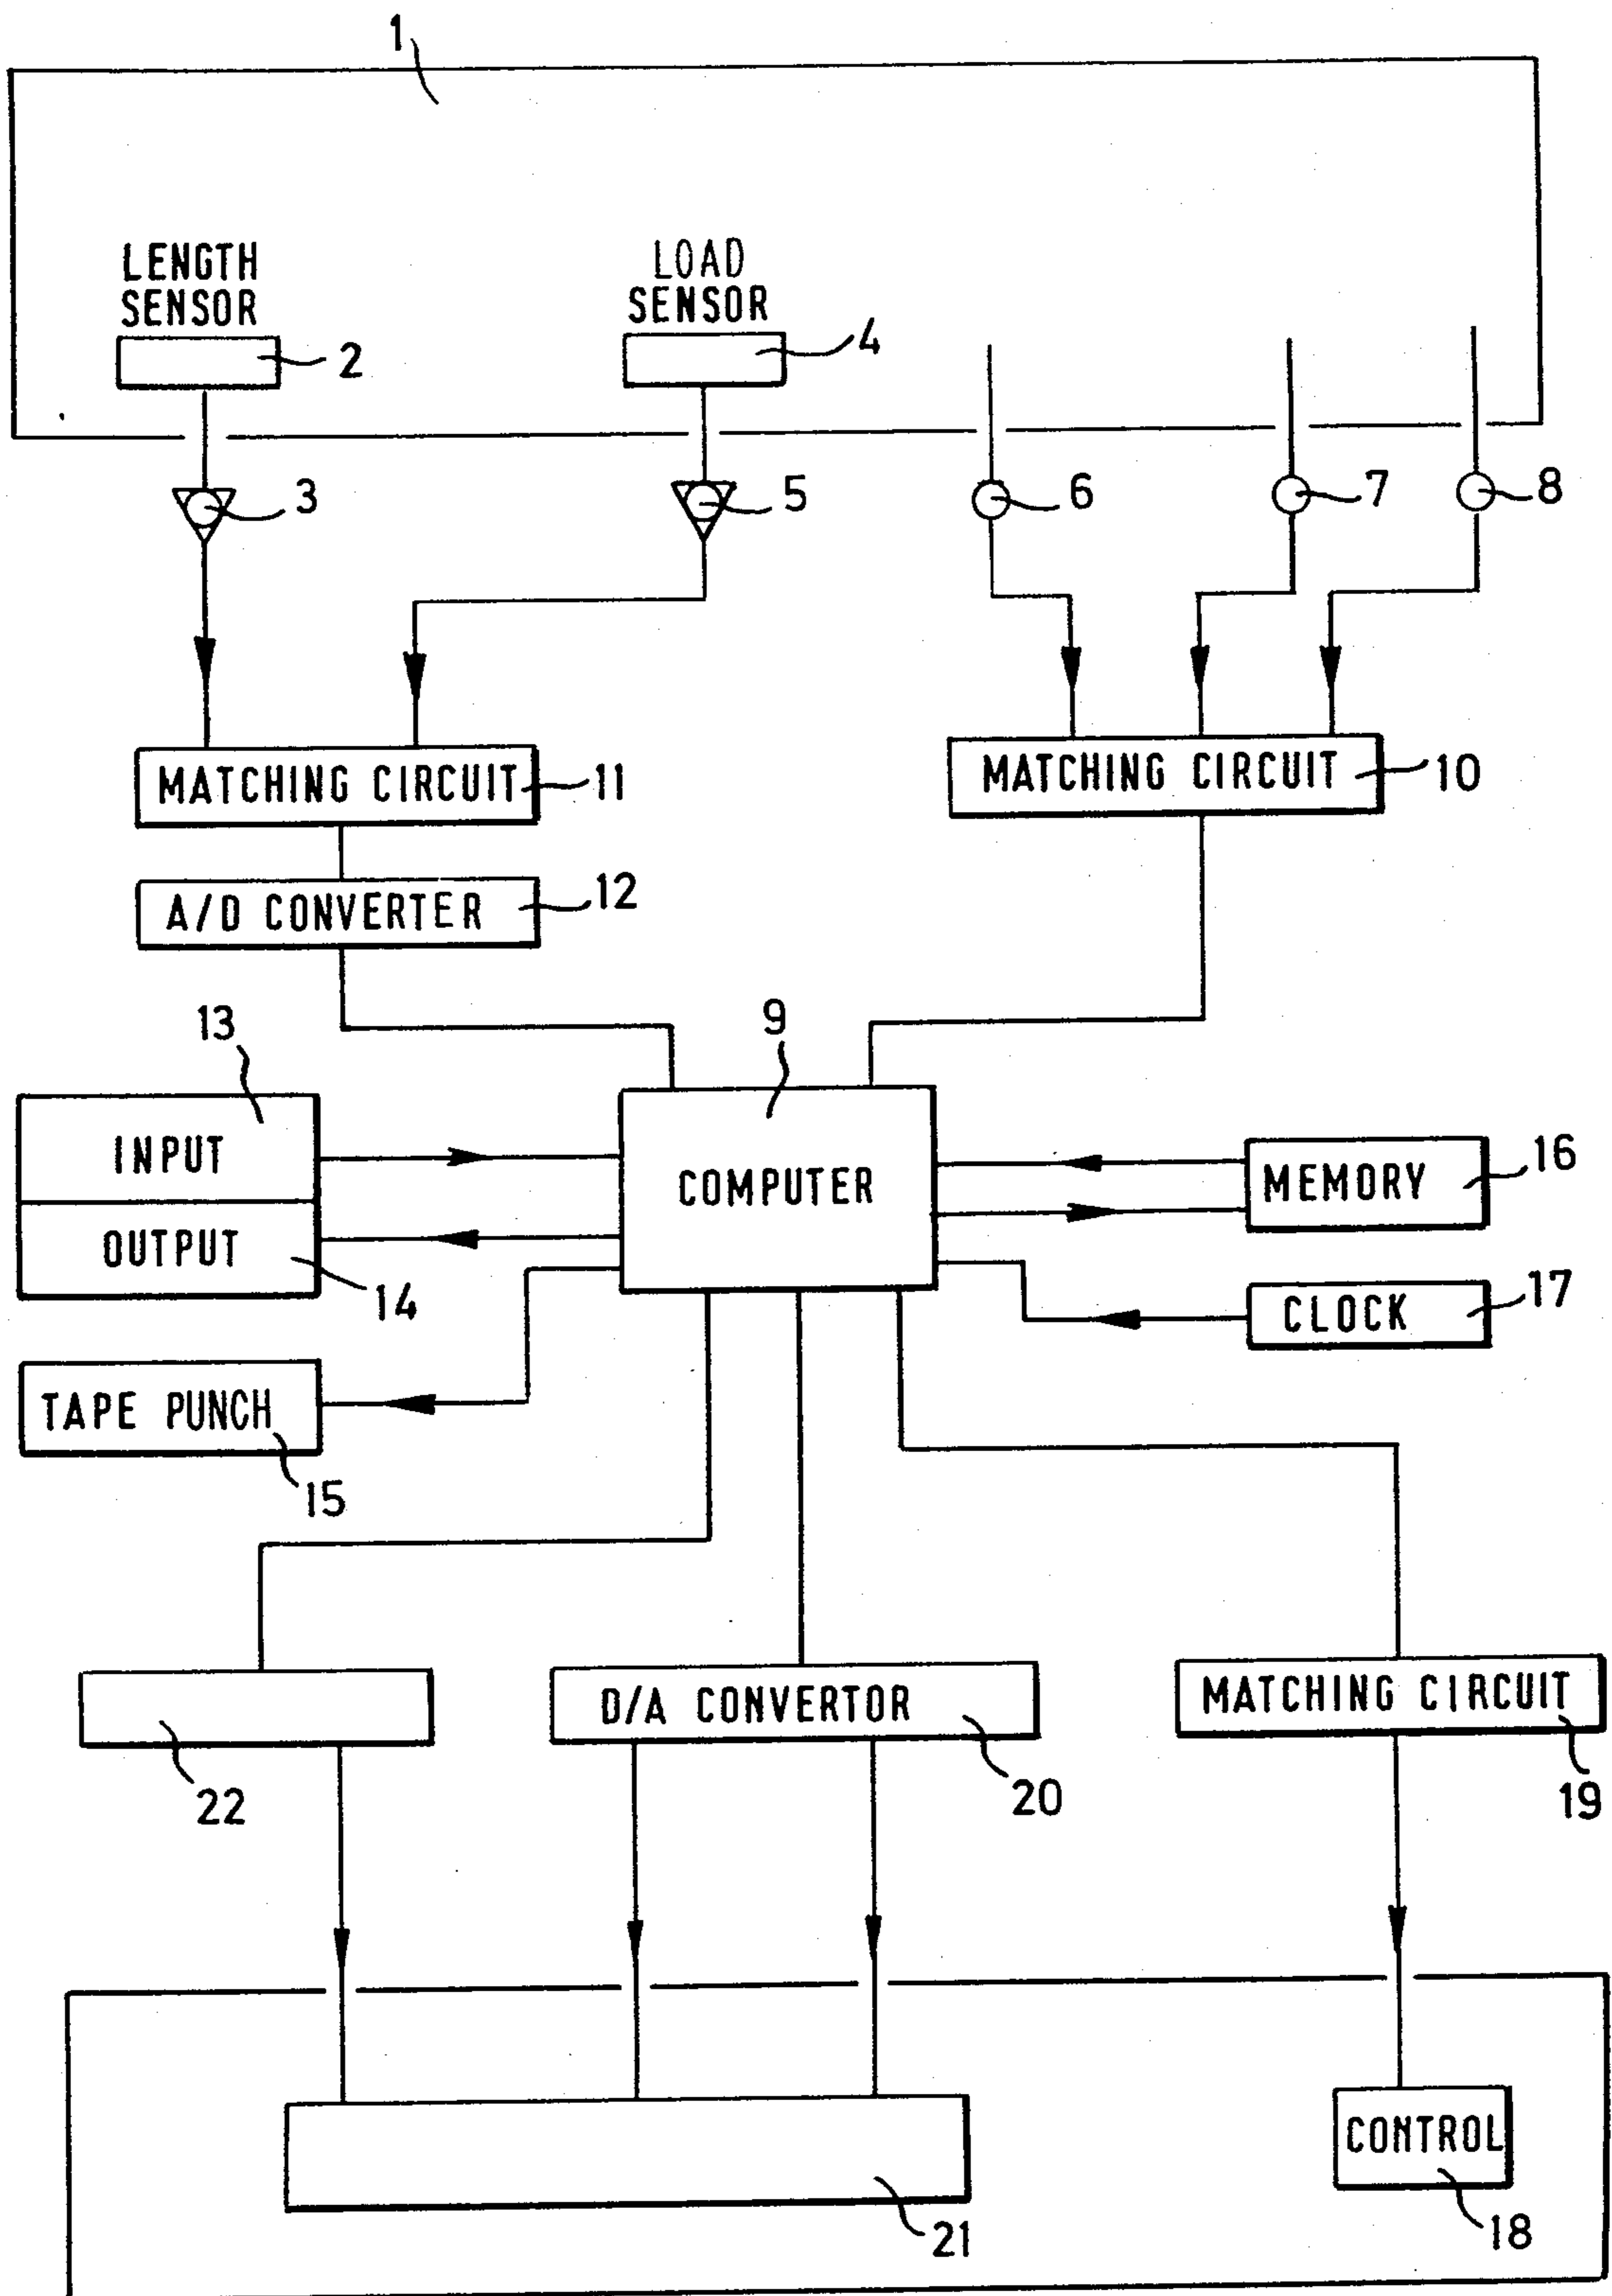 1
LENGTH
SENSOR
LOAD
SENSOR
2
4
3
5
6
7
8
MATCHING CIRCUIT
11
MATCHING CIRCUIT
10
A/D CONVERTER
12
13
9
INPUT
COMPUTER
MEMORY
16
OUTPUT
14
CLOCK
17
TAPE PUNCH
15
D/A CONVERTOR
MATCHING CIRCUIT
22
20
19
CONTROL
21
18